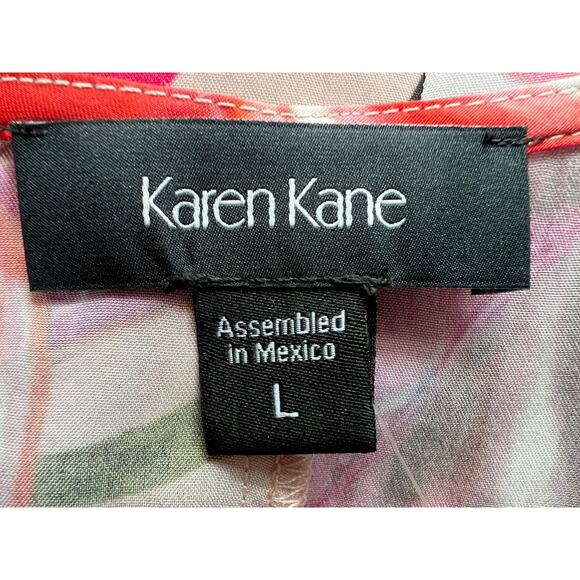 Karen Kane
Assembled
in Mexico
L